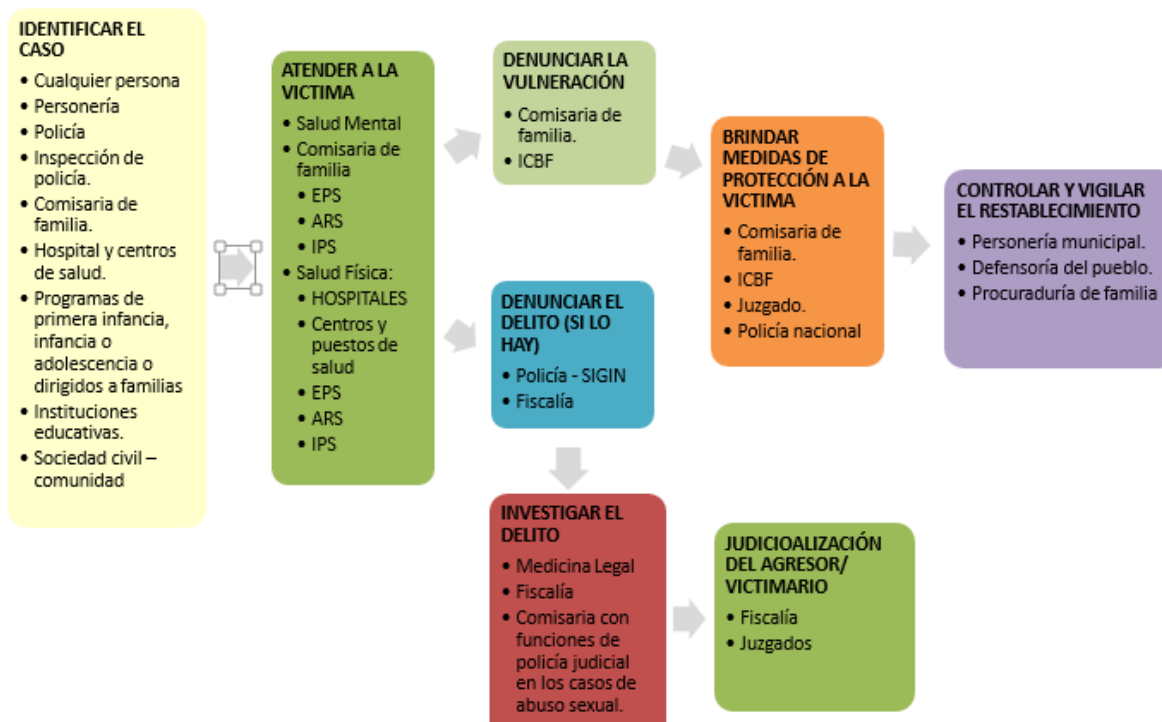 IDENTIFICAR EL
CASO
• Cualquier persona
• Personería
• Policía
• Inspección de
policía.
• Comisaria de
familia.
• Hospital y centros
de salud.
• Programas de
primera infancia,
infancia o
adolescencia o
dirigidos a familias
• Instituciones
educativas.
• Sociedad civil –
comunidad
ATENDER A LA
VICTIMA
• Salud Mental
• Comisaria de
familia
• EPS
• ARS
• IPS
• Salud Física:
• HOSPITALES
• Centros y
puestos de
salud
• EPS
• ARS
• IPS
DENUNCIAR LA
VULNERACIÓN
• Comisaria de
familia.
• ICBF
DENUNCIAR EL
DELITO (SI LO
HAY)
• Policía - SIGIN
• Fiscalía
BRINDAR
MEDIDAS DE
PROTECCIÓN A LA
VICTIMA
• Comisaria de
familia.
• ICBF
• Juzgado.
• Policía nacional
CONTROLAR Y VIGILAR
EL RESTABLECIMIENTO
• Personería municipal.
• Defensoría del pueblo.
• Procuraduría de familia
INVESTIGAR EL
DELITO
• Medicina Legal
• Fiscalía
• Comisaria con
funciones de
policía judicial
en los casos de
abuso sexual.
JUDICIOALIZACIÓN
DEL AGRESOR/
VICTIMARIO
• Fiscalía
• Juzgados